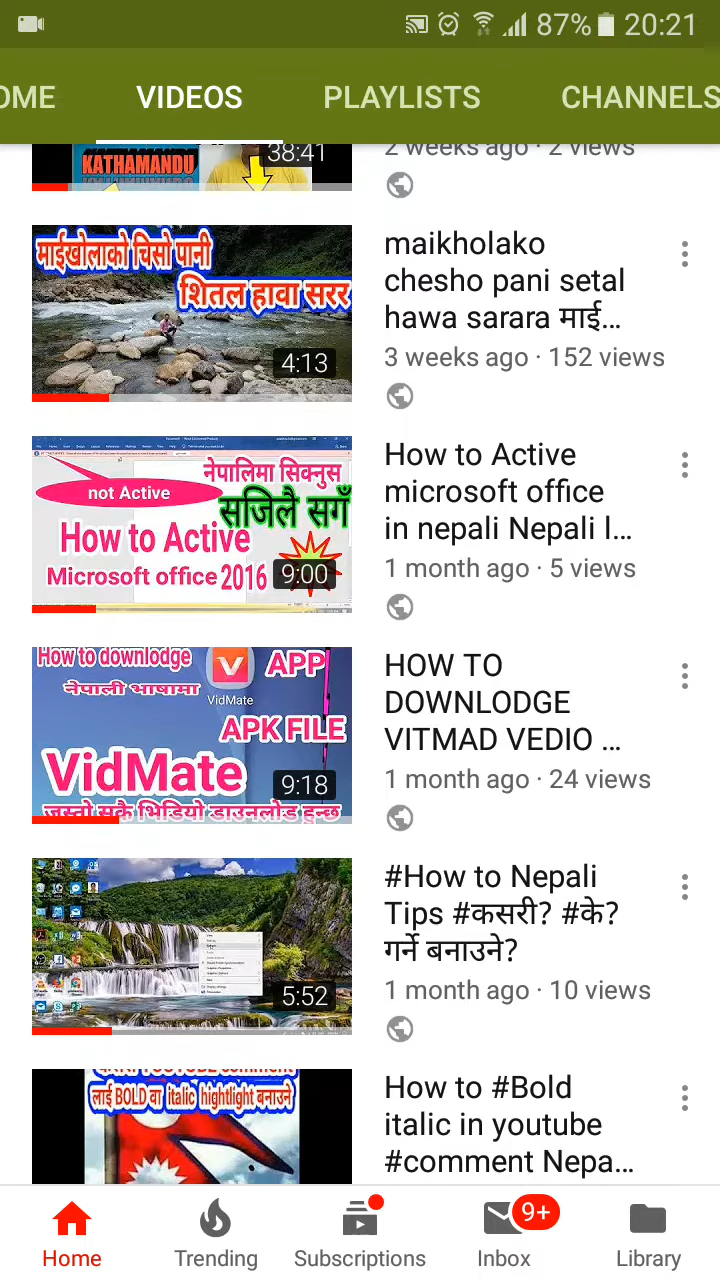 87% 20:21
OME VIDEOS PLAYLISTS CHANNELS
KATHAMANDU
38:41
2 weeks ago · 2 views
माईखोलाको चिसो पानी
शितल हावा सरर
4:13
maikholako
chesho pani setal
hawa sarara माई...
3 weeks ago · 152 views
not Active
नेपालिमा सिक्नुस
सजिलै सगँ
How to Active
Microsoft office 2016
9:00
How to Active
microsoft office
in nepali Nepali l...
1 month ago · 5 views
How to downlodge
नेपाली भाषामा
VidMate
APP
APK FILE
VidMate
9:18
जस्तो सकै भिडियो डाउनलोड हुन्छ
HOW TO
DOWNLODGE
VITMAD VEDIO ...
1 month ago · 24 views
5:52
#How to Nepali
Tips #कसरी? #के?
गर्ने बनाउने?
1 month ago · 10 views
YOUTUBE comment
लाई BOLD वा italic hightlight बनाउने
How to #Bold
italic in youtube
#comment Nepa...
9+
Home Trending Subscriptions Inbox Library